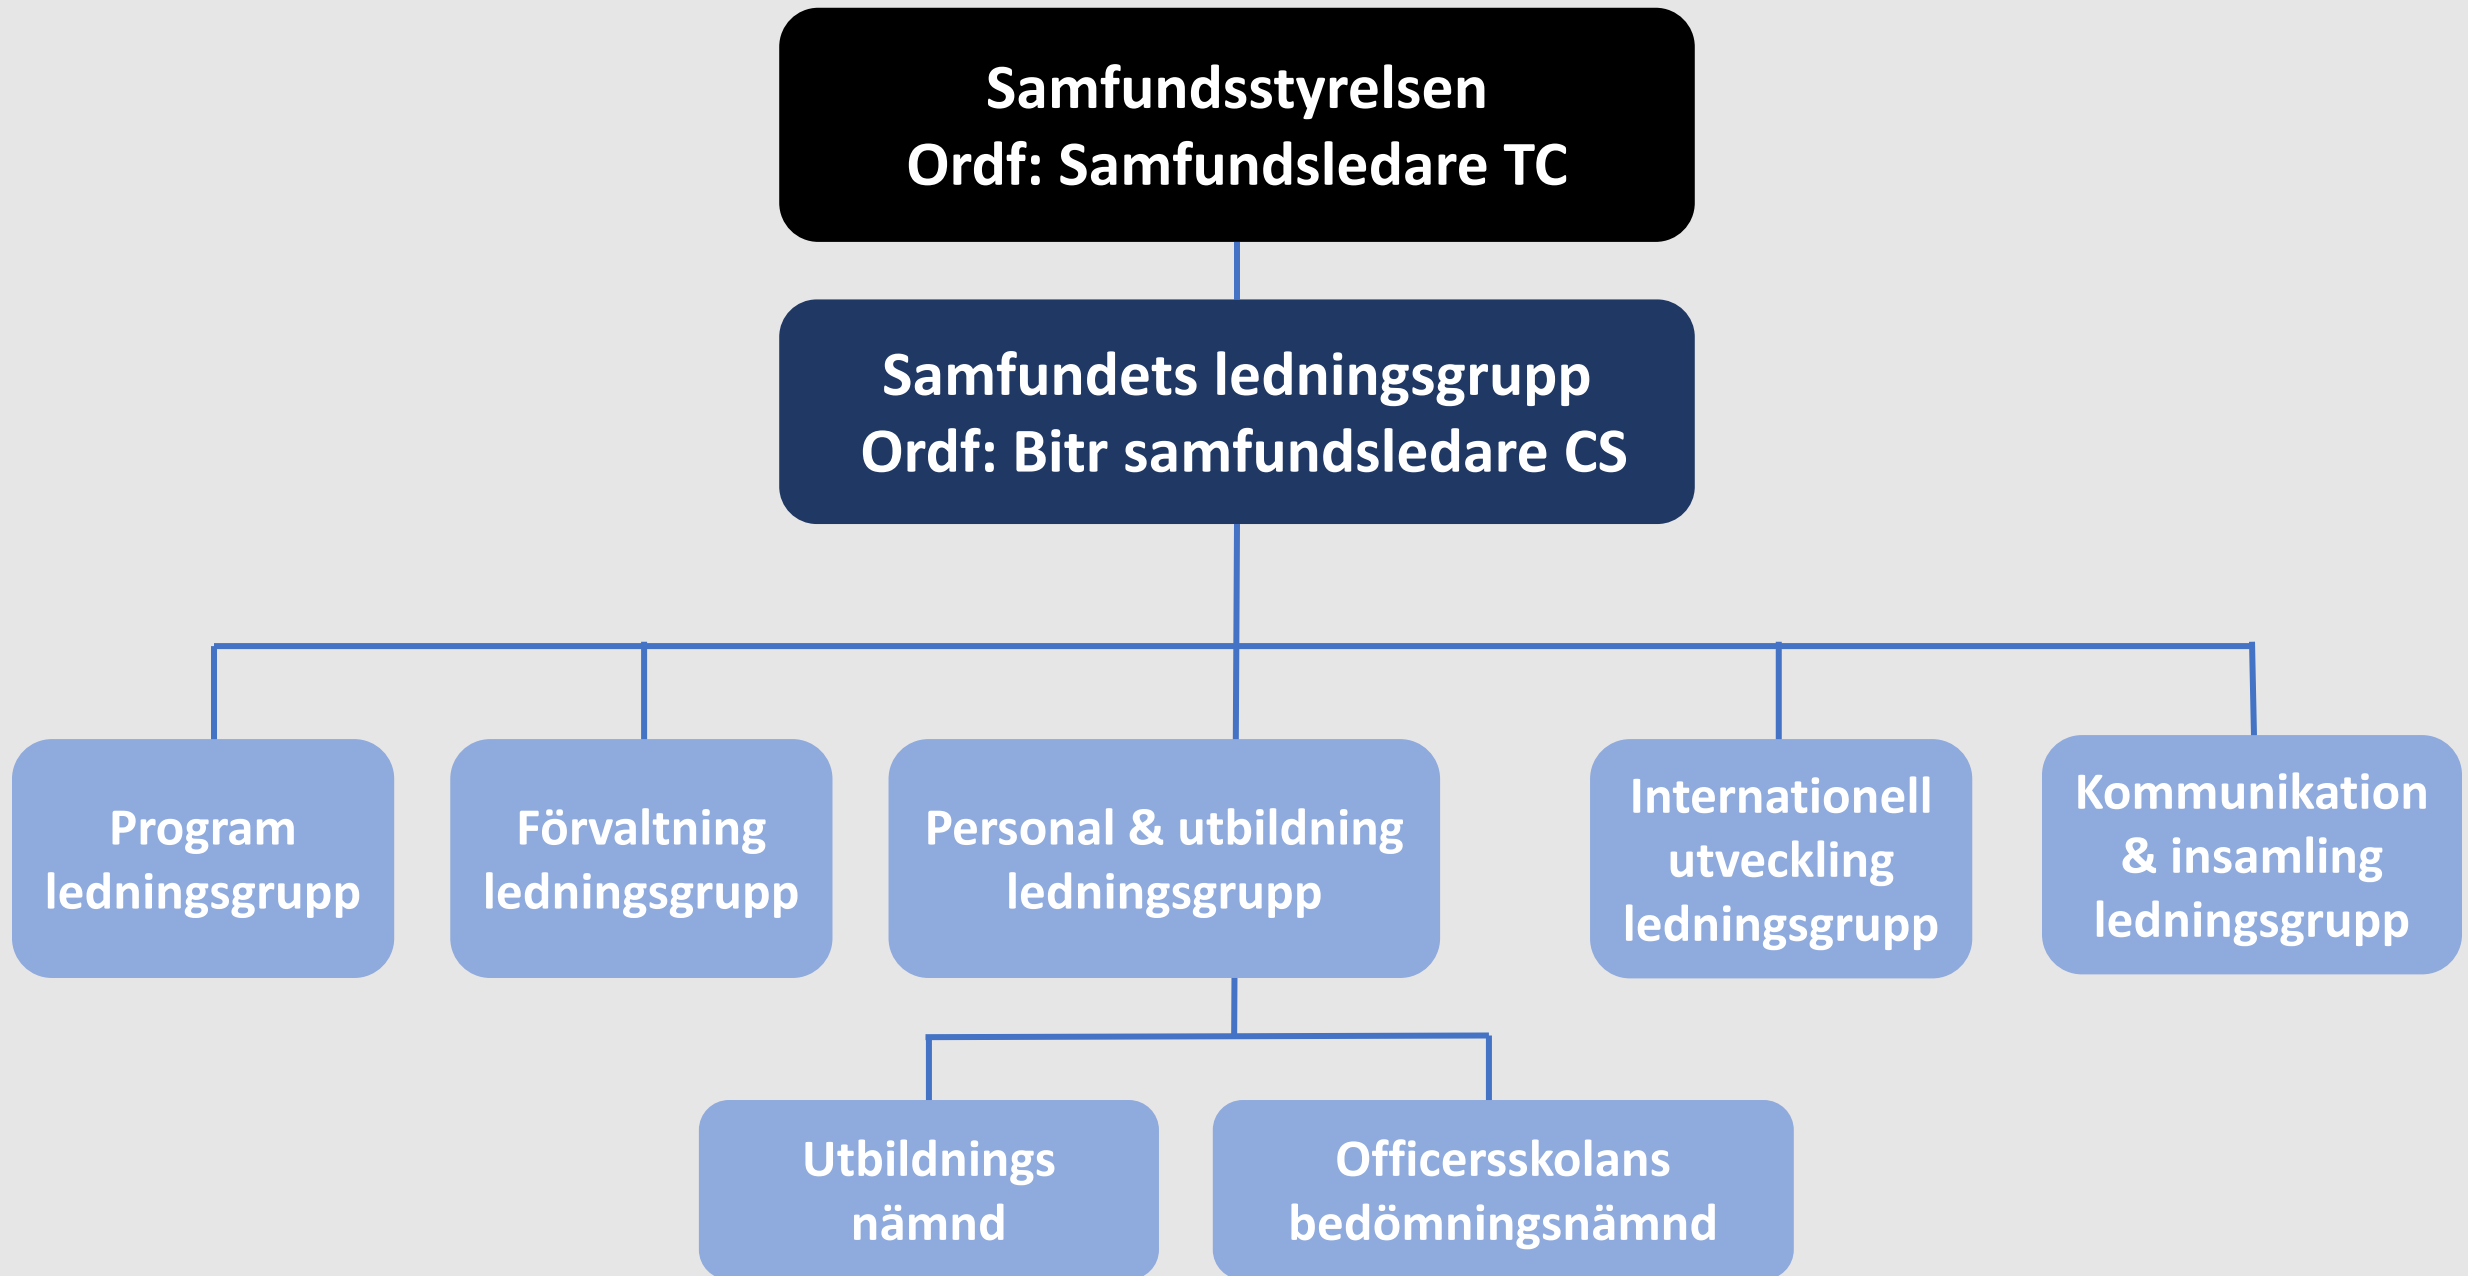 Samfundsstyrelsen
Ordf: Samfundsledare TC
Samfundets ledningsgrupp
Ordf: Bitr samfundsledare CS
Program
ledningsgrupp
Förvaltning
ledningsgrupp
Personal & utbildning
ledningsgrupp
Internationell
utveckling
ledningsgrupp
Kommunikation
& insamling
ledningsgrupp
Utbildnings
nämnd
Officersskolans
bedömningsnämnd